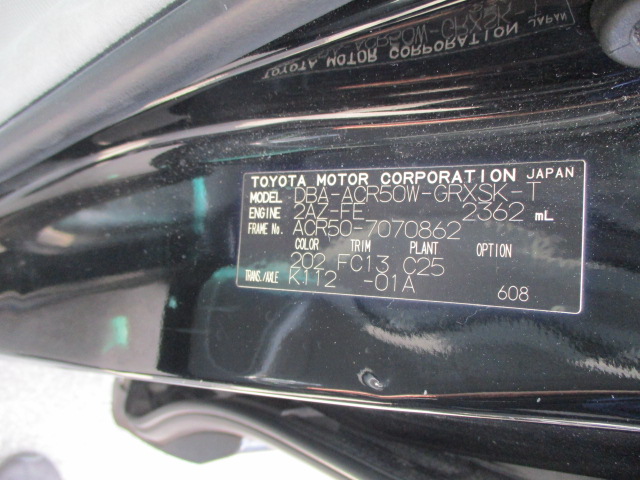 TOYOTA MOTOR CORPORATION JAPAN
MODEL DBA-ACR50W-GRXSK-T
ENGINE 2AZ-FE 2362 mL
FRAME No. ACR50-7070862
COLOR TRIM PLANT OPTION
202 FC13 C25
TRANS./AXLE K112 -01A
608